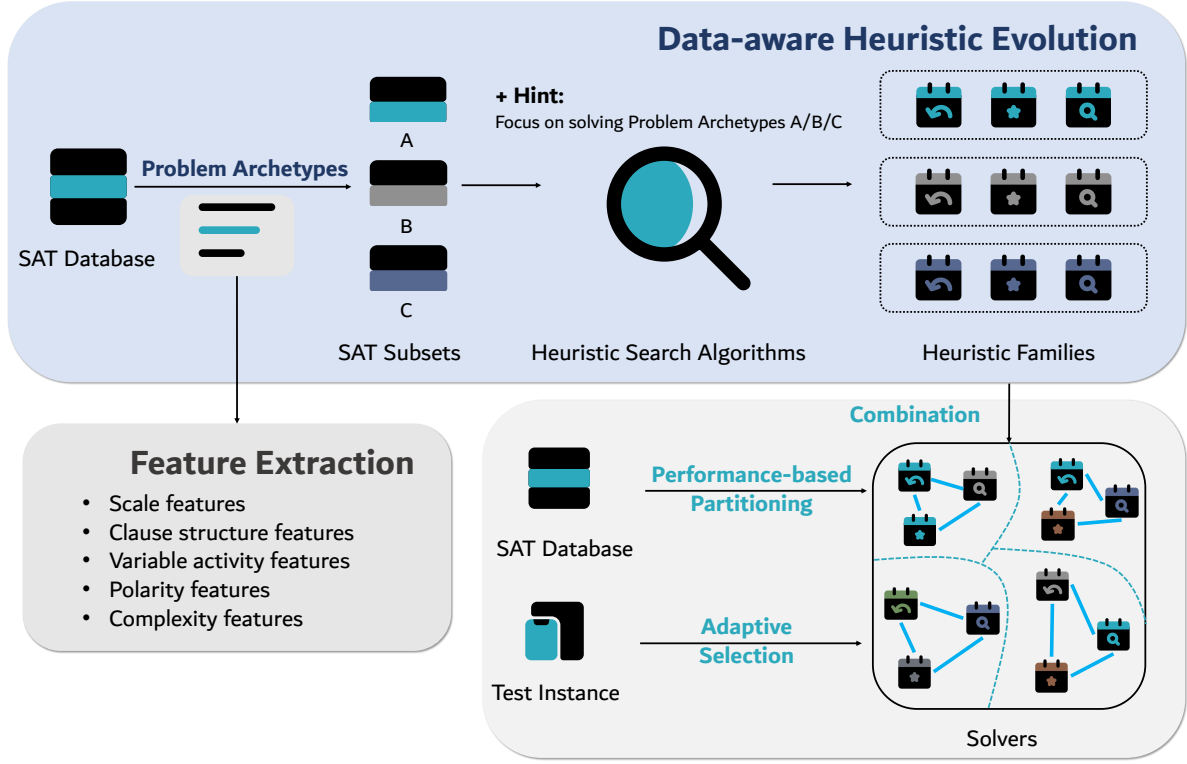 Data-aware Heuristic Evolution
+ Hint:
Focus on solving Problem Archetypes A/B/C
Problem Archetypes
A
B
C
SAT Database
SAT Subsets
Heuristic Search Algorithms
Heuristic Families
Feature Extraction
• Scale features
• Clause structure features
• Variable activity features
• Polarity features
• Complexity features
Combination
Performance-based
Partitioning
SAT Database
Adaptive
Selection
Test Instance
Solvers